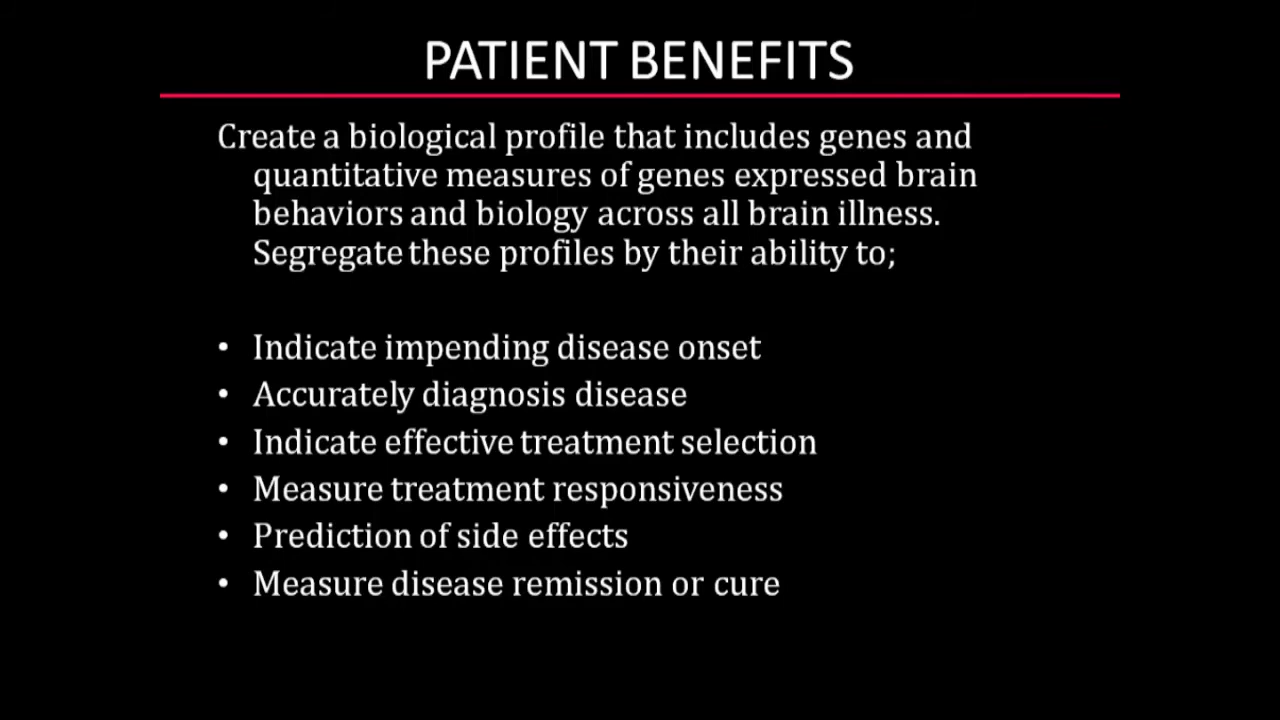 PATIENT BENEFITS
Create a biological profile that includes genes and
quantitative measures of genes expressed brain
behaviors and biology across all brain illness.
Segregate these profiles by their ability to;
• Indicate impending disease onset
• Accurately diagnosis disease
• Indicate effective treatment selection
• Measure treatment responsiveness
• Prediction of side effects
• Measure disease remission or cure